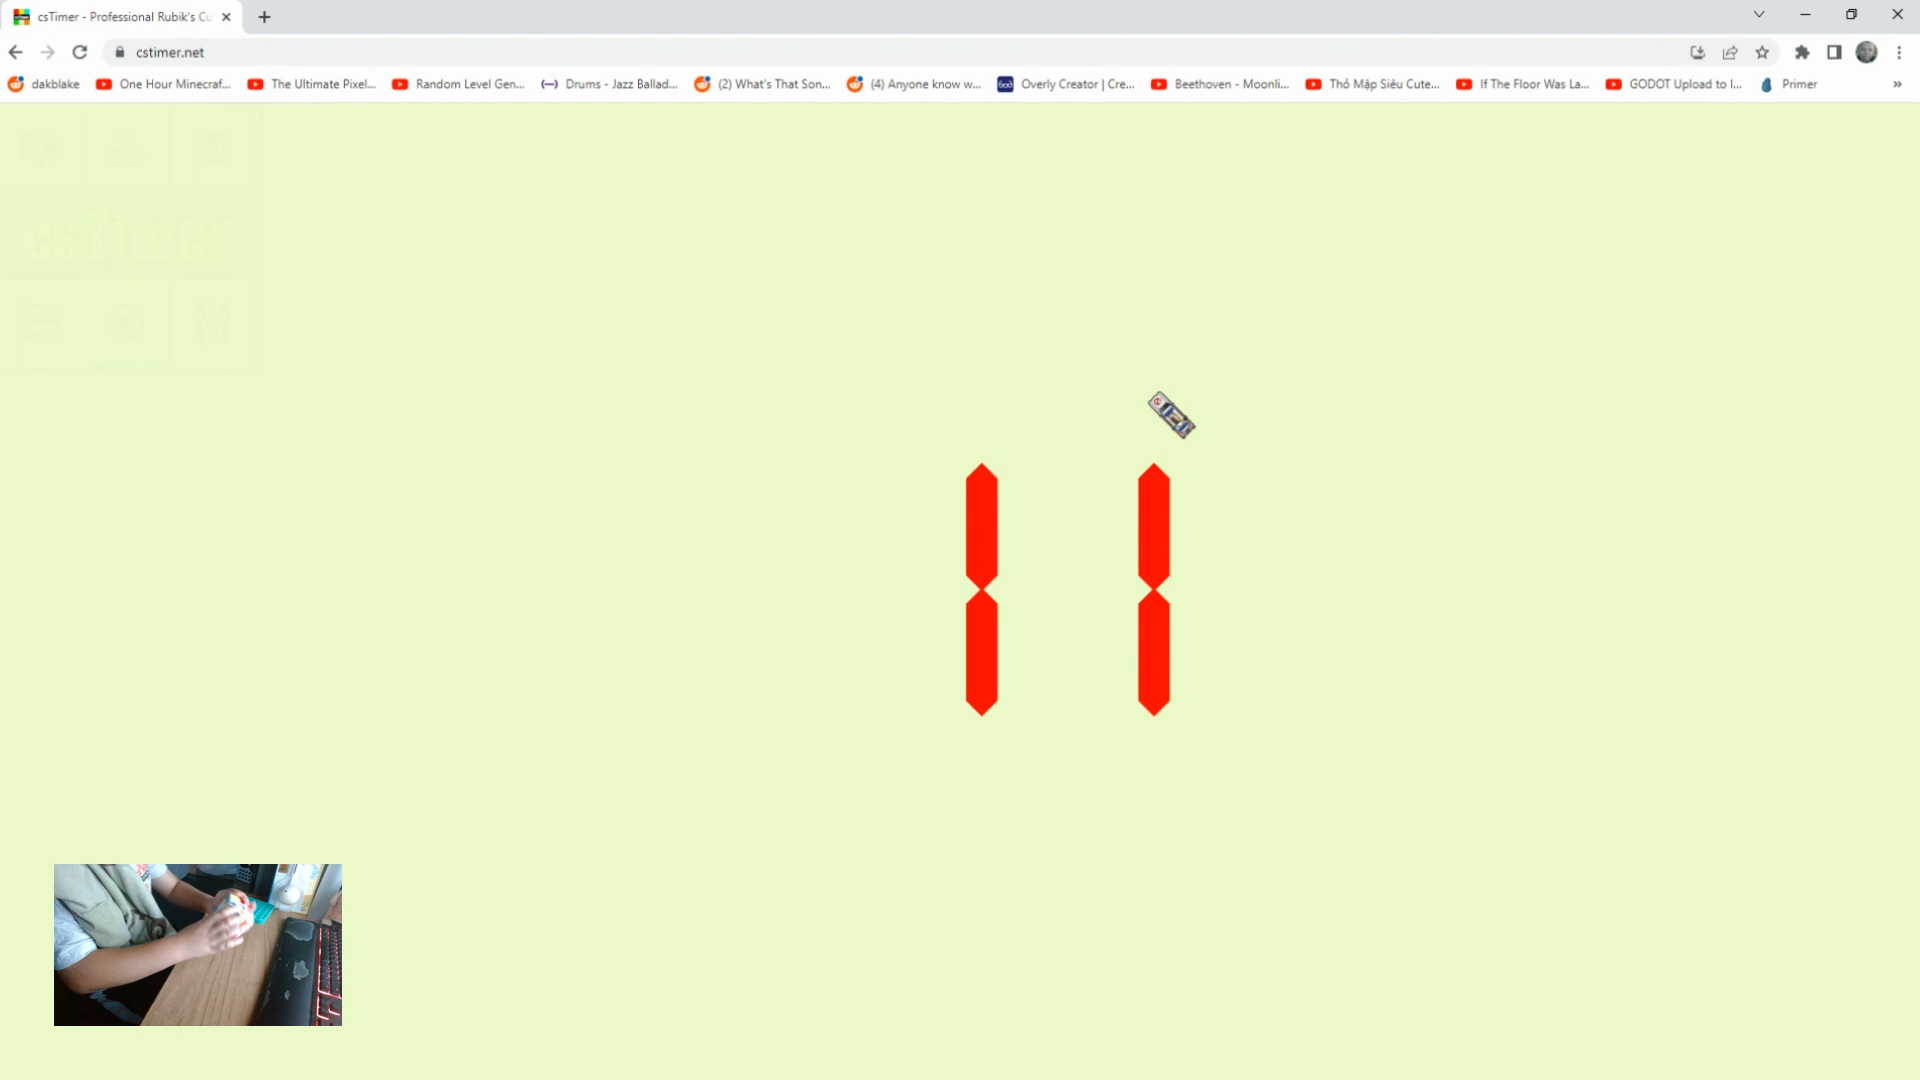 csTimer - Professional Rubik's Cu
cstimer.net
dakblake
One Hour Minecraf...
The Ultimate Pixel...
Random Level Gen...
Drums - Jazz Ballad...
(2) What's That Son...
(4) Anyone know w...
Overly Creator | Cre...
Beethoven - Moonli...
Thỏ Mập Siêu Cute...
If The Floor Was La...
GODOT Upload to I...
Primer
»
csTimer
11